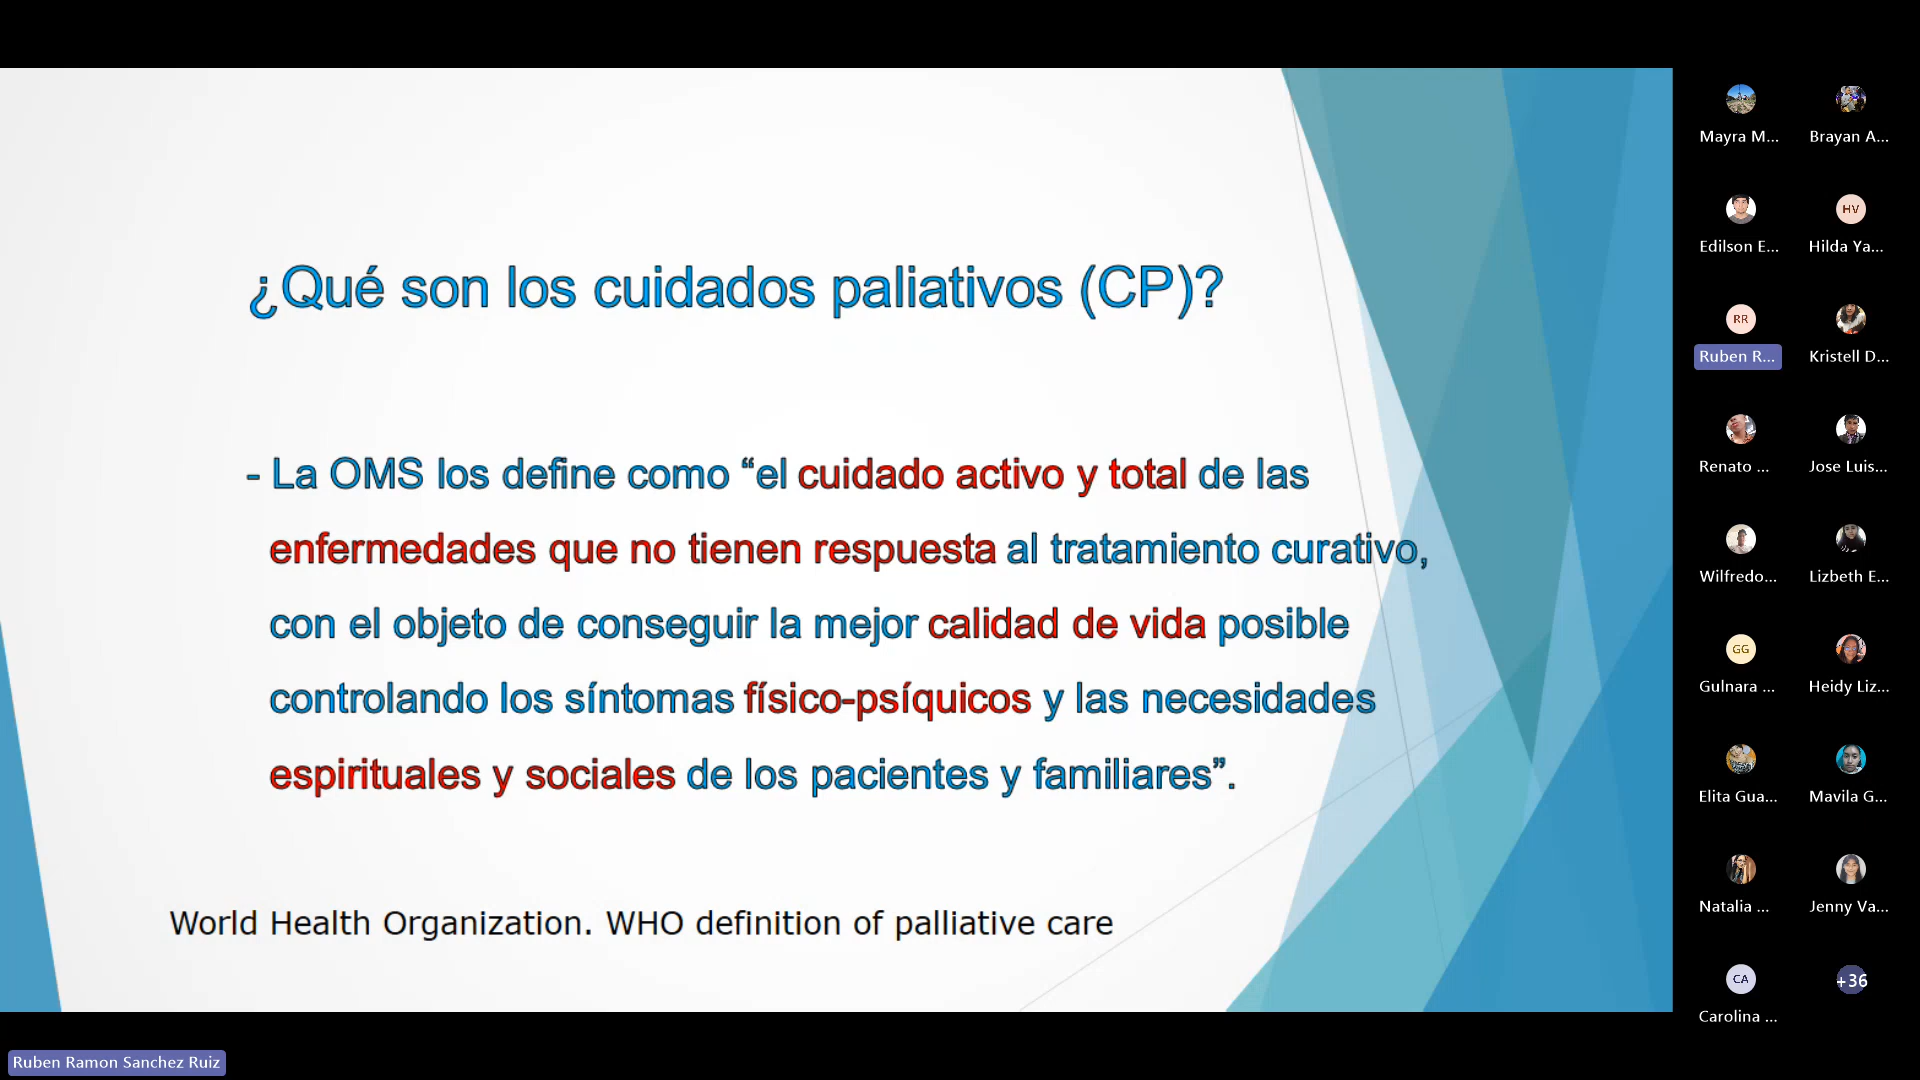 ¿Qué son los cuidados paliativos (CP)?
- La OMS los define como “el cuidado activo y total de las
enfermedades que no tienen respuesta al tratamiento curativo,
con el objeto de conseguir la mejor calidad de vida posible
controlando los síntomas físico-psíquicos y las necesidades
espirituales y sociales de los pacientes y familiares”.
World Health Organization. WHO definition of palliative care
Mayra M...
Brayan A...
Edilson E...
HV
Hilda Ya...
RR
Ruben R...
Kristell D...
Renato ...
Jose Luis...
Wilfredo...
Lizbeth E...
GG
Gulnara ...
Heidy Liz...
Elita Gua...
Mavila G...
Natalia ...
Jenny Va...
CA
Carolina ...
+36
Ruben Ramon Sanchez Ruiz